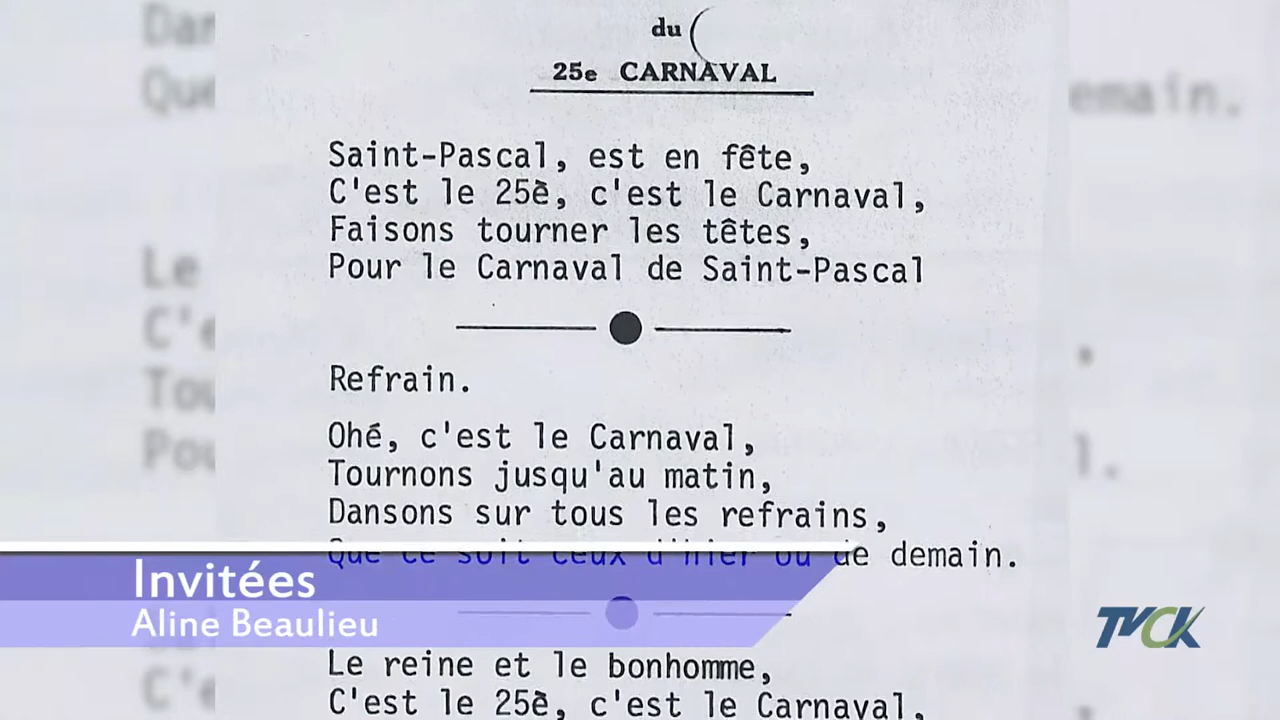 du
25e CARNAVAL
Saint-Pascal, est en fête,
C'est le 25è, c'est le Carnaval,
Faisons tourner les têtes,
Pour le Carnaval de Saint-Pascal
Refrain.
Ohé, c'est le Carnaval,
Tournons jusqu'au matin,
Dansons sur tous les refrains,
Que ce soit ceux d'hier ou de demain.
Invitées
Aline Beaulieu
TVCK
Le reine et le bonhomme,
C'est le 25è, c'est le Carnaval,